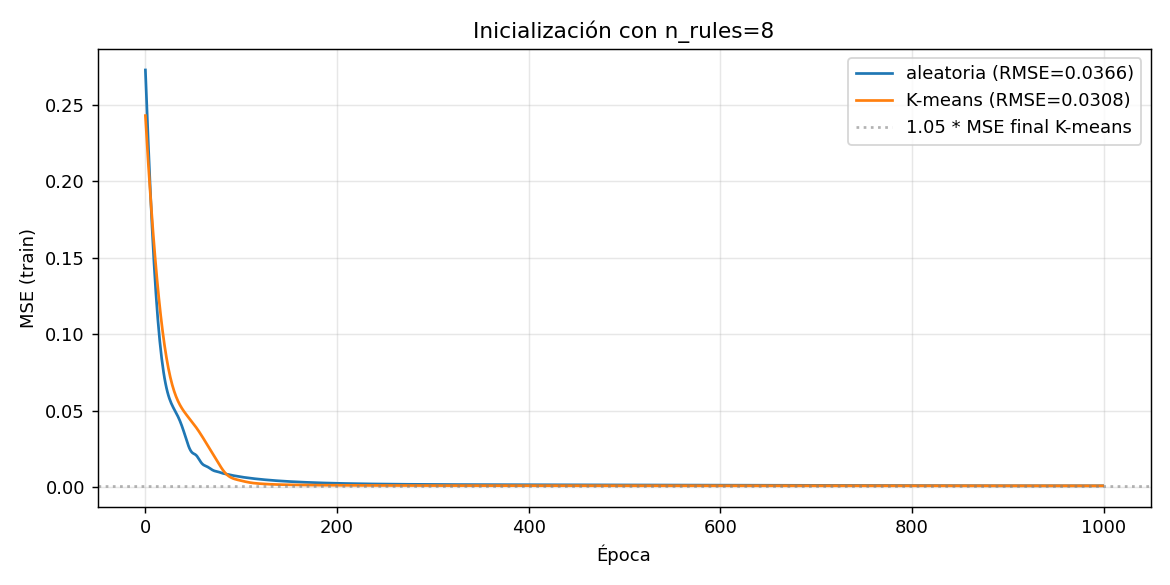 Inicialización con n_rules=8
aleatoria (RMSE=0.0366)
K-means (RMSE=0.0308)
1.05 * MSE final K-means
MSE (train)
0.25
0.20
0.15
0.10
0.05
0.00
0
200
400
600
800
1000
Época